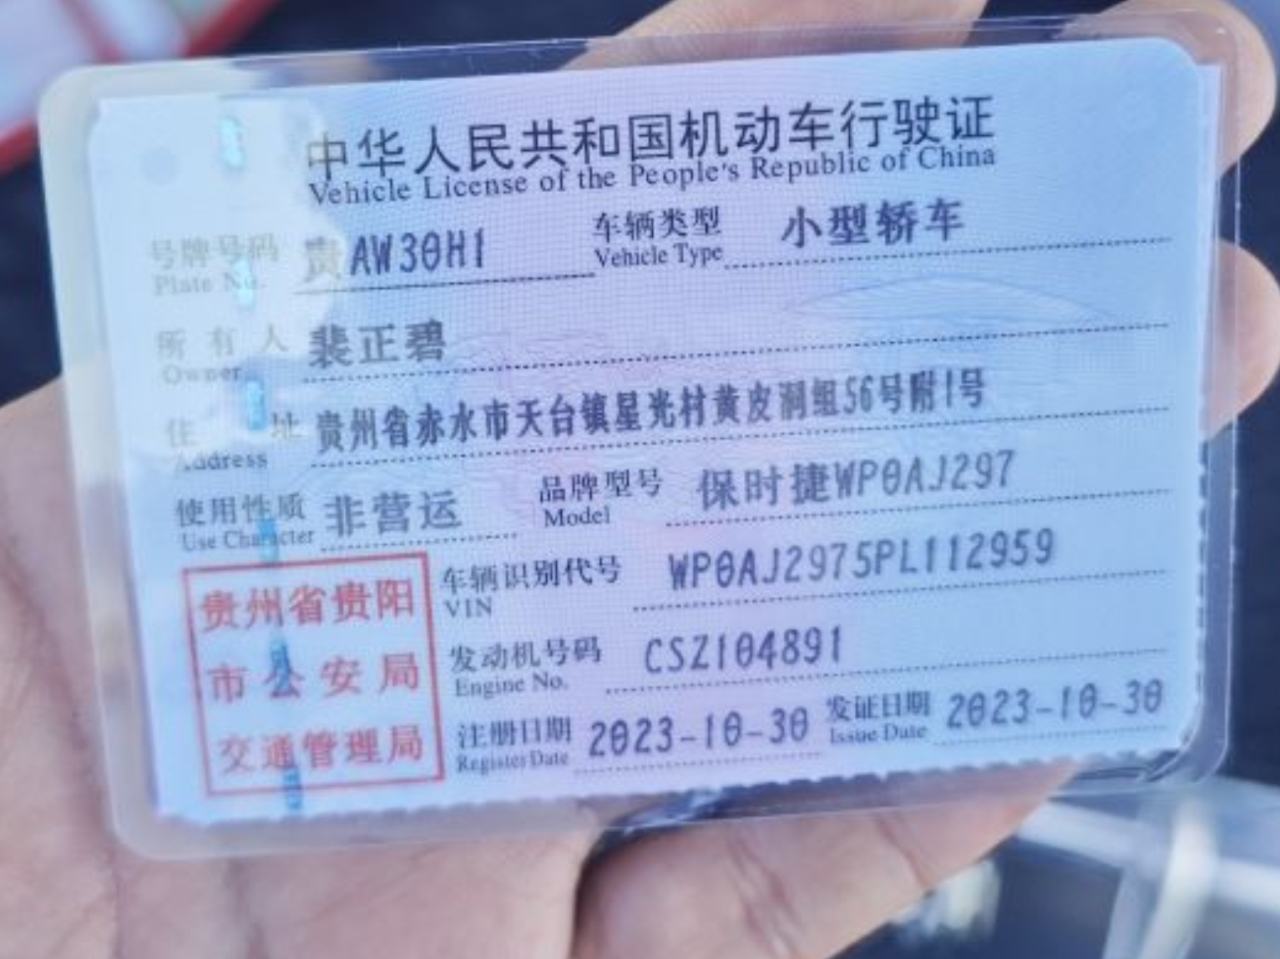 中华人民共和国机动车行驶证
Vehicle License of the People's Republic of China
号牌号码 贵AW30H1 车辆类型 小型轿车
Plate No. Vehicle Type
所有人 裴正碧
Owner
住址 贵州省赤水市天台镇星光村黄皮洞组56号附1号
Address
使用性质 非营运 品牌型号 保时捷WP0AJ297
Use Character Model
贵州省贵阳
市公安局
交通管理局
车辆识别代号 WP0AJ2975PL112959
VIN
发动机号码 CSZ104891
Engine No.
注册日期 2023-10-30 发证日期 2023-10-30
Register Date Issue Date